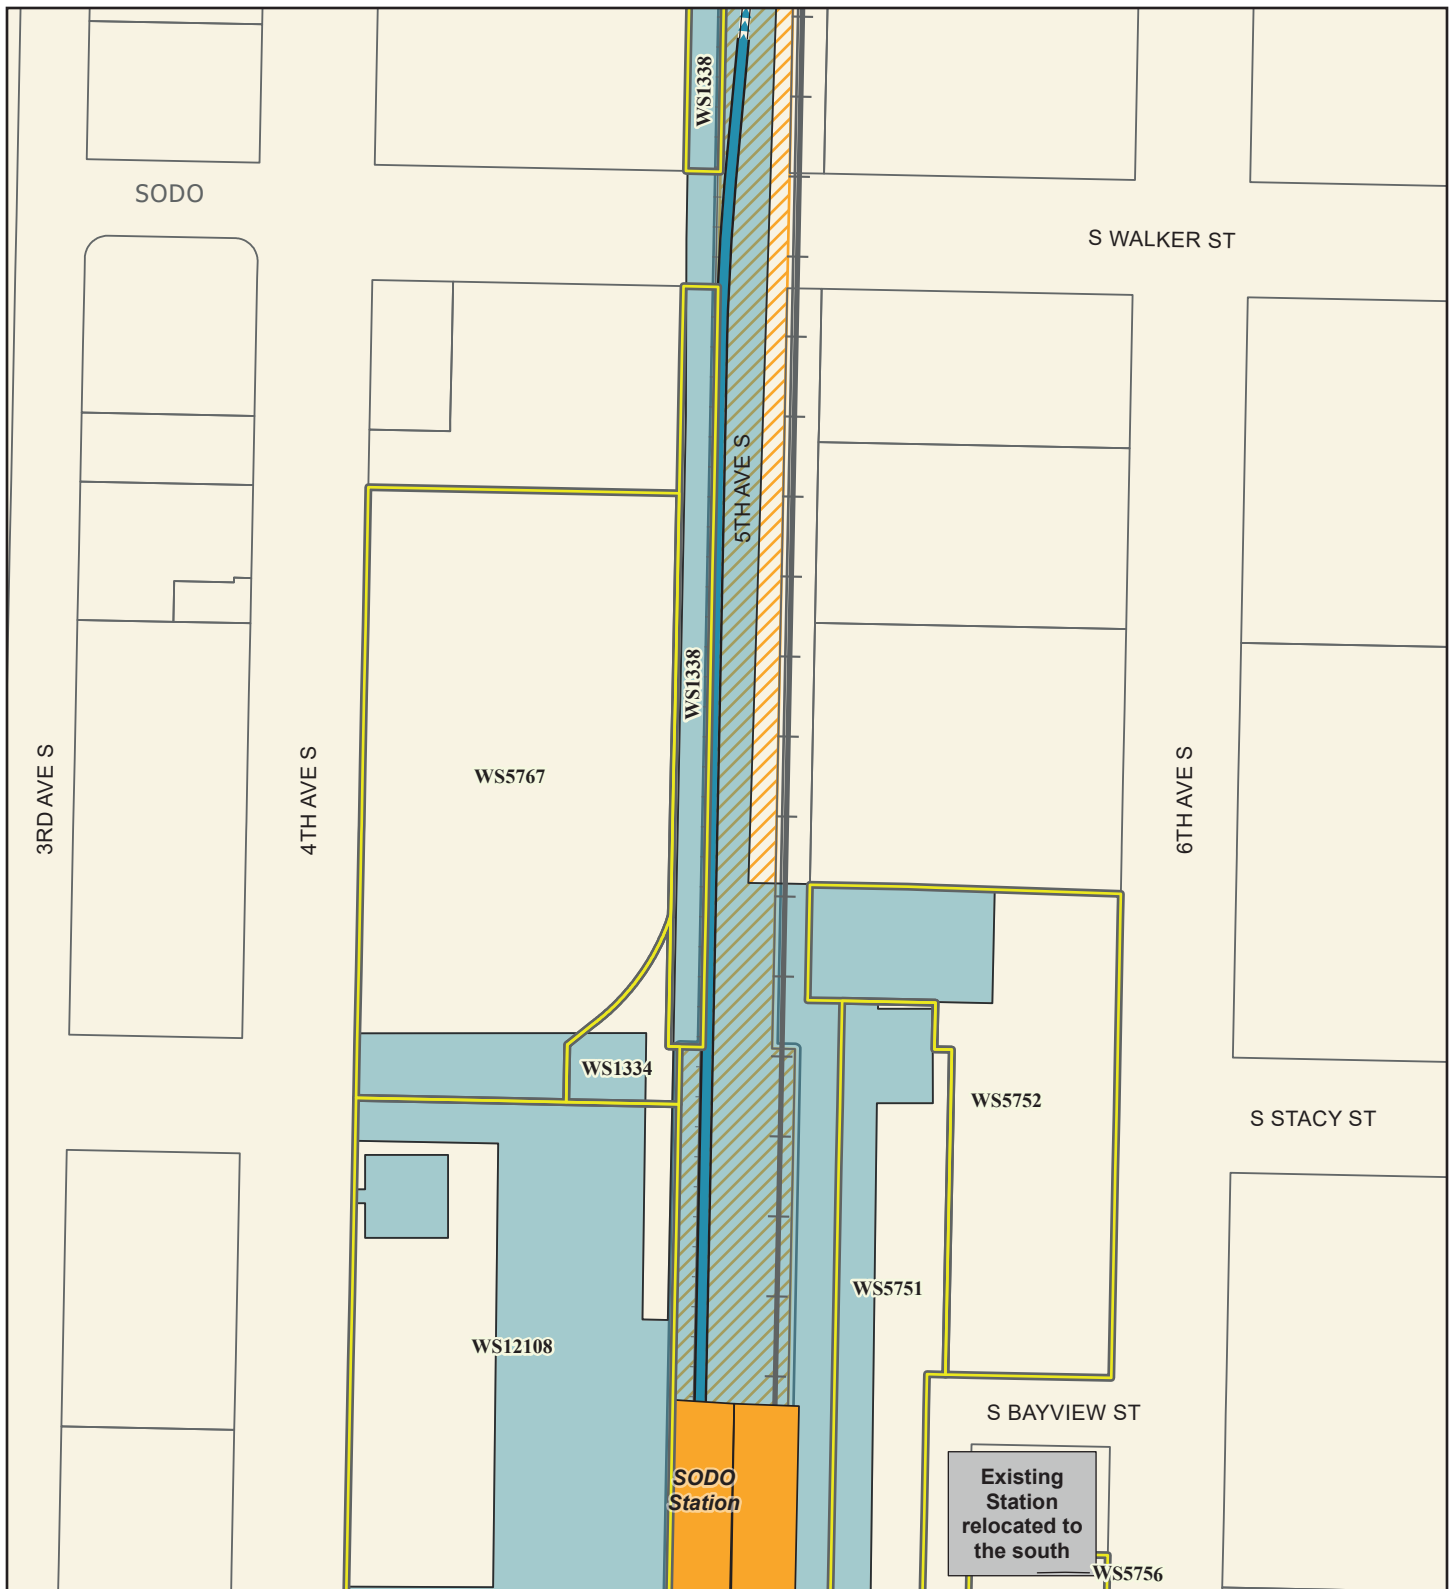 WS1338
SODO
S WALKER ST
5TH AVE S
WS1338
WS5767
3RD AVE S
4TH AVE S
6TH AVE S
WS1334
WS5752
S STACY ST
WS5751
WS12108
S BAYVIEW ST
SODO
Station
Existing
Station
relocated to
the south
WS5756